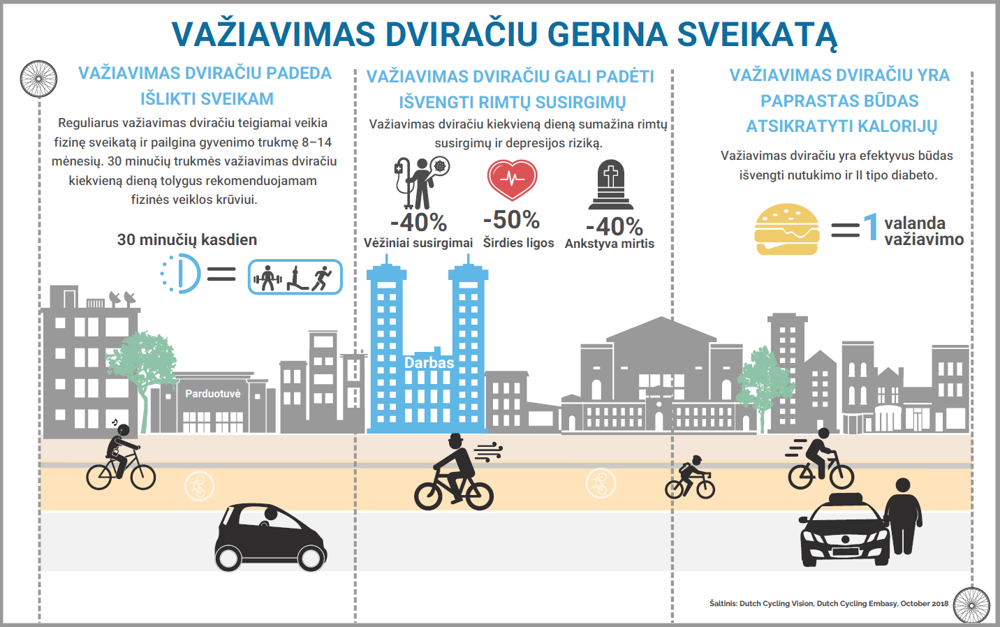 VAŽIAVIMAS DVIRAČIU GERINA SVEIKATĄ
VAŽIAVIMAS DVIRAČIU PADEDA
IŠLIKTI SVEIKAM
Reguliarus važiavimas dviračiu teigiamai veikia
fizinę sveikatą ir pailgina gyvenimo trukmę 8–14
mėnesių. 30 minučių trukmės važiavimas dviračiu
kiekvieną dieną tolygus rekomenduojamam
fizinės veiklos krūviui.
30 minučių kasdien
VAŽIAVIMAS DVIRAČIU GALI PADĖTI
IŠVENGTI RIMTŲ SUSIRGIMŲ
Važiavimas dviračiu kiekvieną dieną sumažina rimtų
susirgimų ir depresijos riziką.
-40%
Vėžiniai susirgimai
-50%
Širdies ligos
-40%
Ankstyva mirtis
VAŽIAVIMAS DVIRAČIU YRA
PAPRASTAS BŪDAS
ATSIKRATYTI KALORIJŲ
Važiavimas dviračiu yra efektyvus būdas
išvengti nutukimo ir II tipo diabeto.
=1 valanda
važiavimo
Parduotuvė
Darbas
Šaltinis: Dutch Cycling Vision, Dutch Cycling Embasy, October 2018